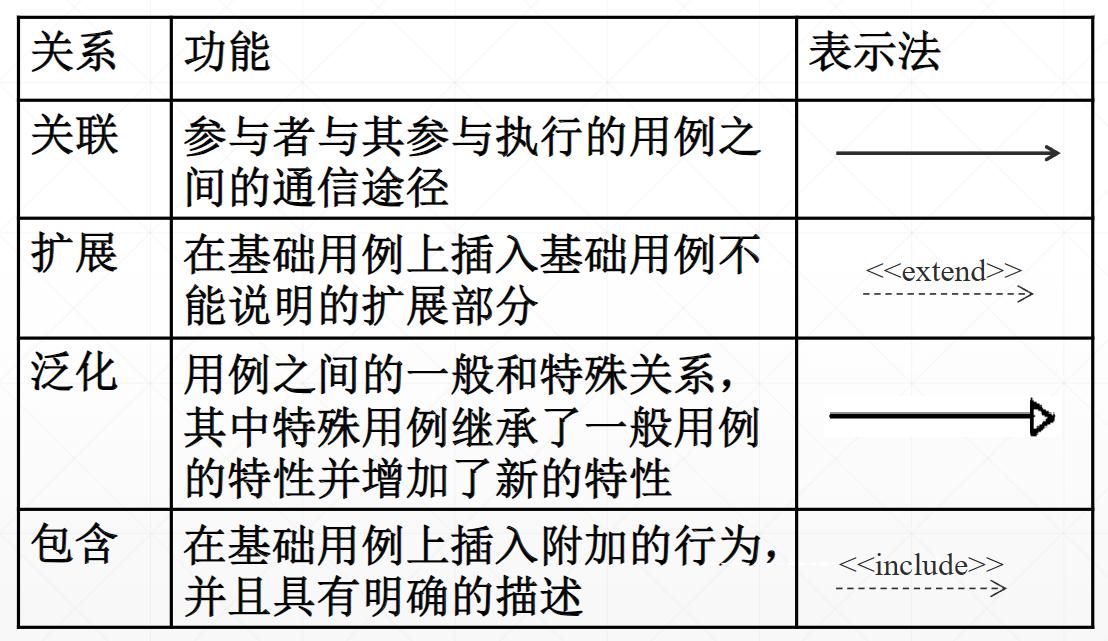 关系 功能 表示法
关联 参与者与其参与执行的用例之
间的通信途径
扩展 在基础用例上插入基础用例不
能说明的扩展部分
<<extend>>
泛化 用例之间的一般和特殊关系，
其中特殊用例继承了一般用例
的特性并增加了新的特性
包含 在基础用例上插入附加的行为，
并且具有明确的描述
<<include>>